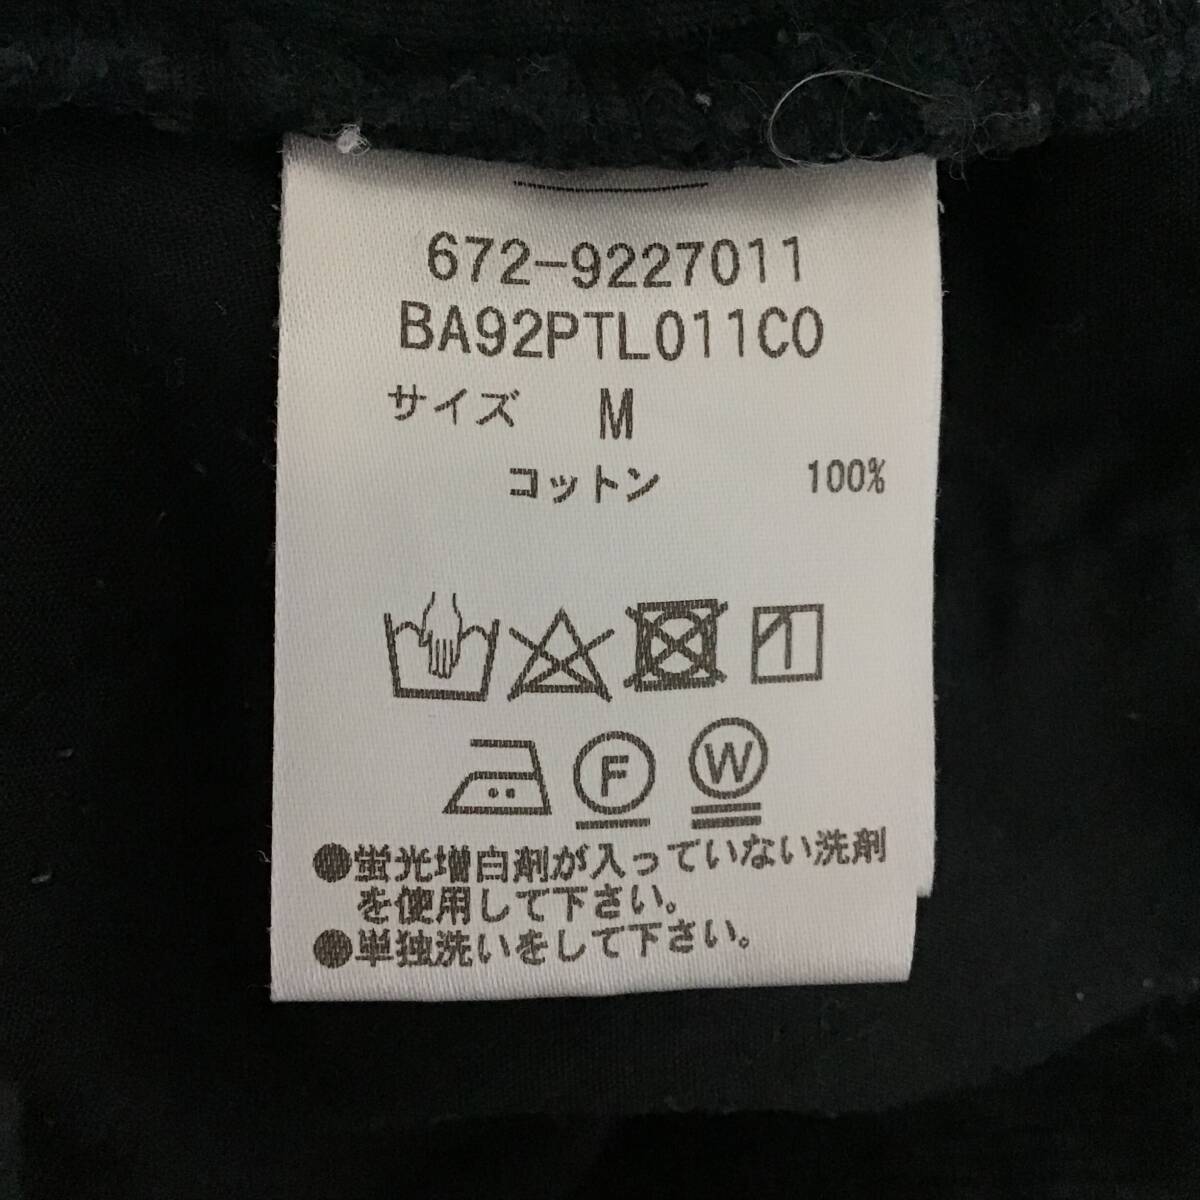 672-9227011
BA92PTL011CO
サイズ M
コットン 100%
F W
●蛍光増白剤が入っていない洗剤
を使用して下さい。
●単独洗いをして下さい。